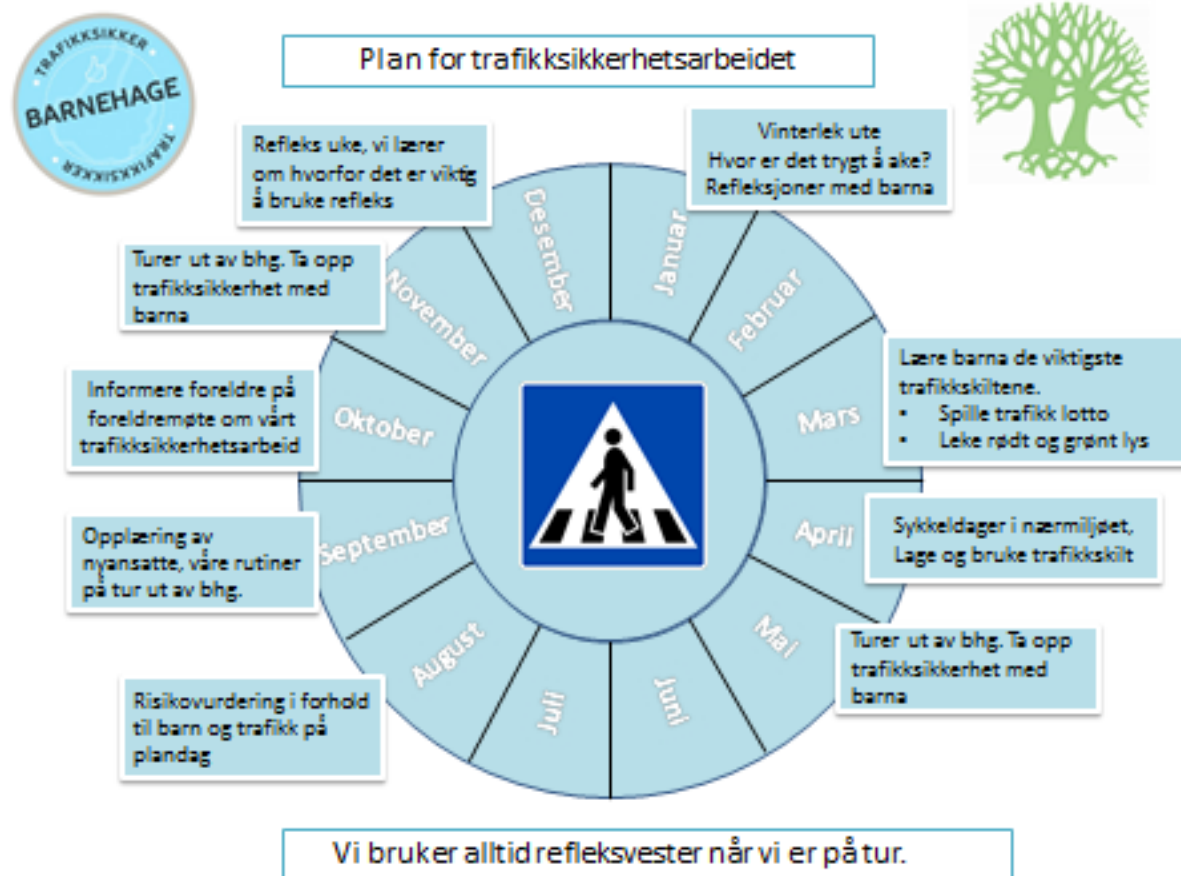 TRAFIKKSIKKER
BARNEHAGE
TRAFIKKSIKKER
Plan for trafikksikkerhetsarbeidet
Refleks uke, vi lærer
om hvorfor det er viktig
å bruke refleks
Vinterlek ute
Hvor er det trygt å ake?
Refleksjoner med barna
Turer ut av bhg. Ta opp
trafikksikkerhet med
barna
Lære barna de viktigste
trafikkskiltene.
▪ Spille trafikk lotto
▪ Leke rødt og grønt lys
Informere foreldre på
foreldremøte om vårt
trafikksikkerhetsarbeid
Sykkeldager i nærmiljøet,
Lage og bruke trafikkskilt
Opplæring av
nyansatte, våre rutiner
på tur ut av bhg.
Turer ut av bhg. Ta opp
trafikksikkerhet med
barna
Risikovurdering i forhold
til barn og trafikk på
plandag
Januar
Februar
Mars
April
Mai
Juni
Juli
August
September
Oktober
November
Desember
Vi bruker alltid refleksvester når vi er på tur.